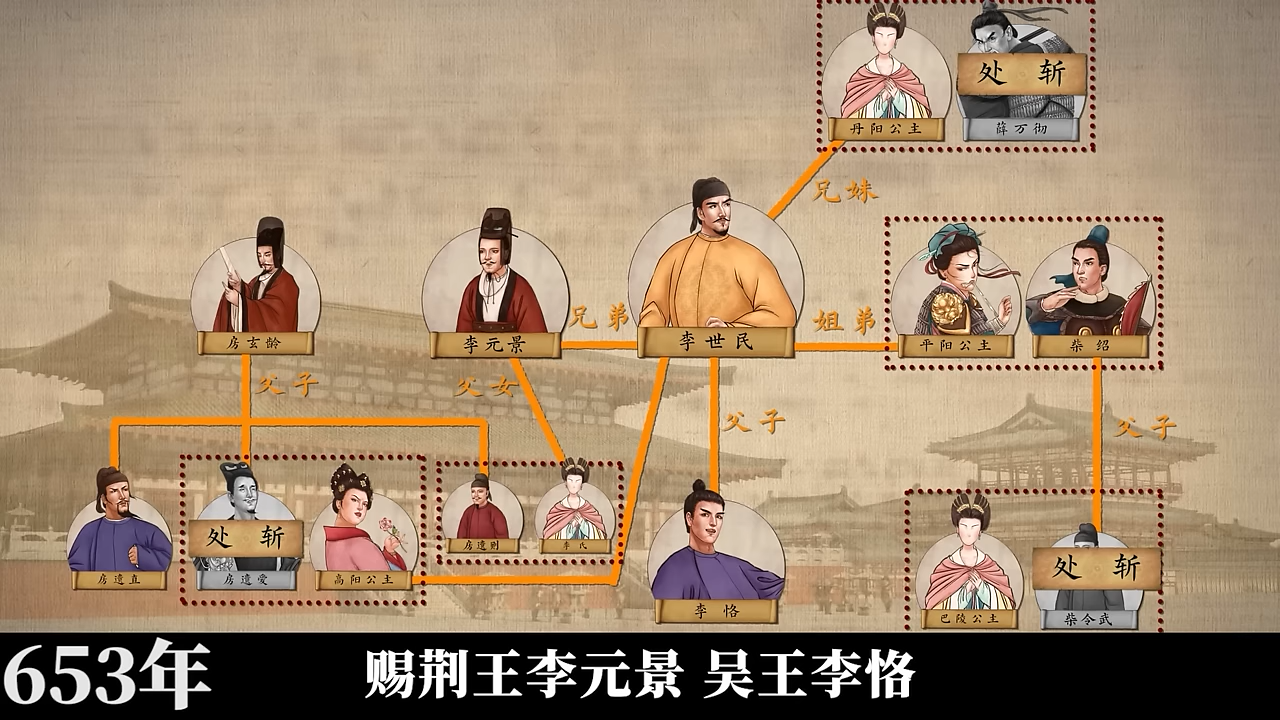 处 斩
丹阳公主
薛万彻
兄妹
房玄龄
李元景
兄弟
李世民
姐弟
平阳公主
柴绍
父子
父女
父子
父子
房遗直
处 斩
房遗爱
高阳公主
房遗则
李氏
李恪
巴陵公主
处 斩
柴令武
653年
赐荆王李元景 吴王李恪